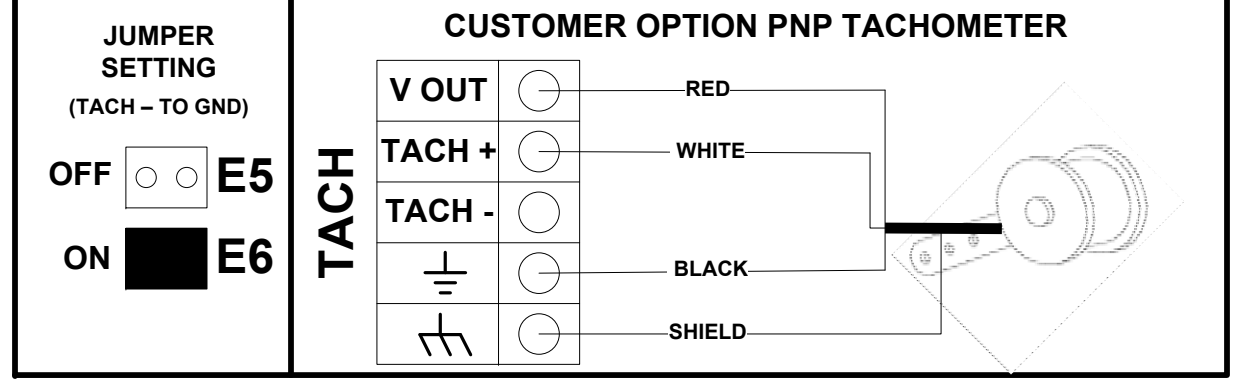 JUMPER
SETTING
(TACH – TO GND)
OFF E5
ON E6
CUSTOMER OPTION PNP TACHOMETER
TACH
V OUT RED
TACH + WHITE
TACH -
BLACK
SHIELD